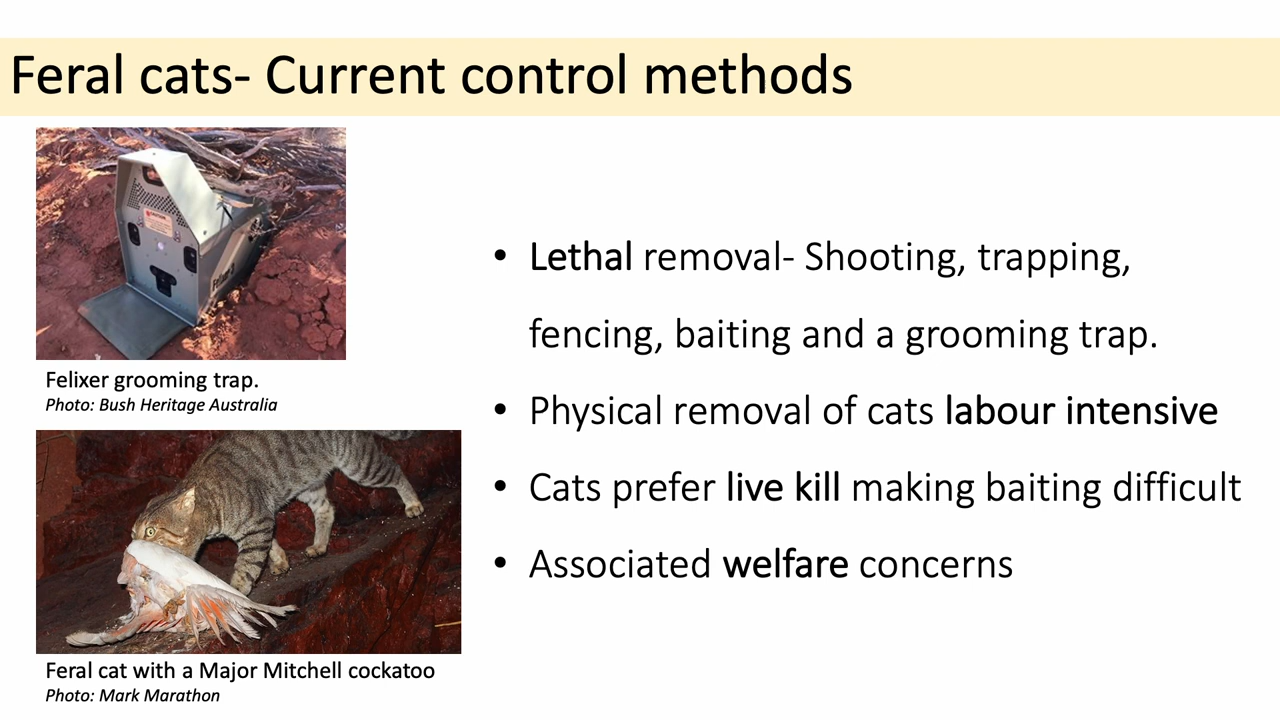 Feral cats- Current control methods
Felixer grooming trap.
Photo: Bush Heritage Australia
Feral cat with a Major Mitchell cockatoo
Photo: Mark Marathon
• Lethal removal- Shooting, trapping,
fencing, baiting and a grooming trap.
• Physical removal of cats labour intensive
• Cats prefer live kill making baiting difficult
• Associated welfare concerns